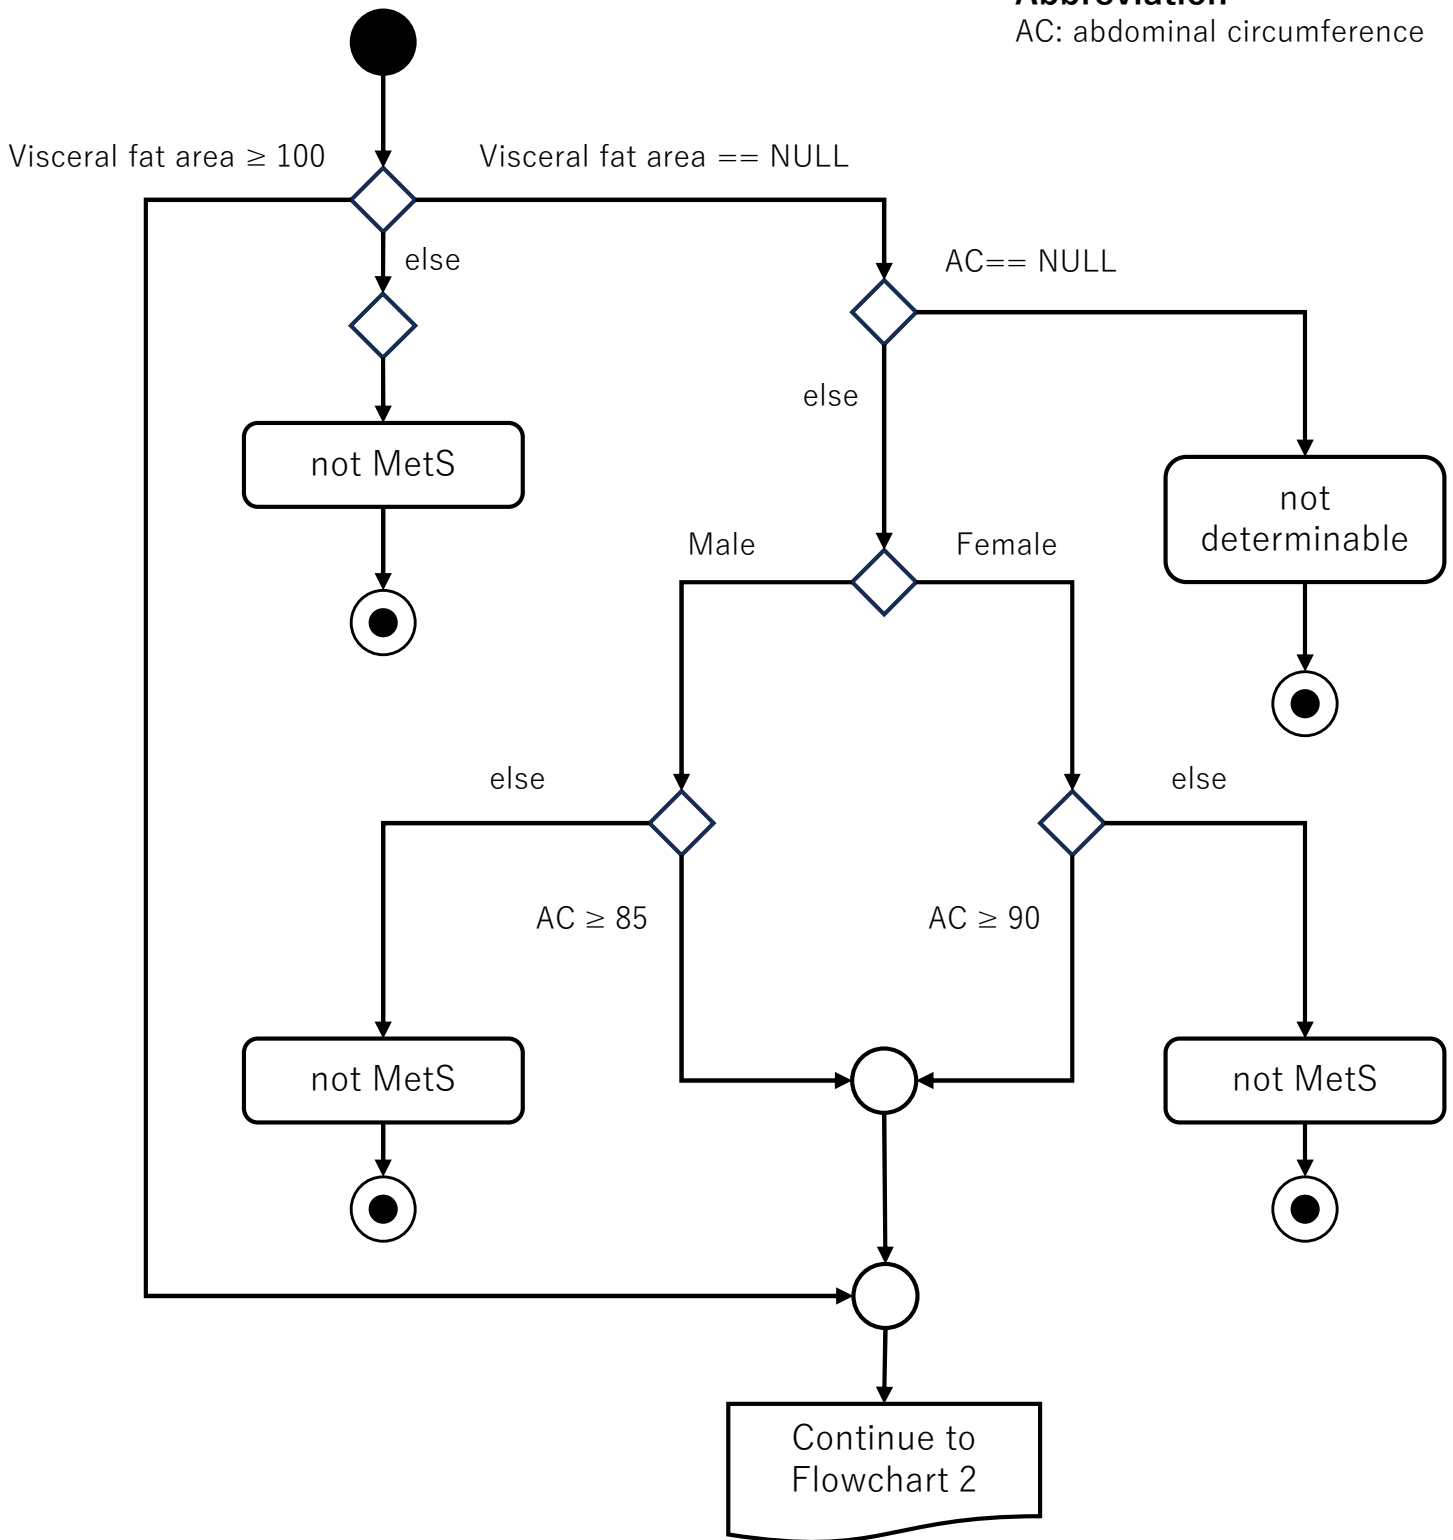 Abbreviation
AC: abdominal circumference
Visceral fat area ≥ 100
Visceral fat area == NULL
else
AC== NULL
else
not MetS
not
determinable
Male
Female
else
else
AC ≥ 85
AC ≥ 90
not MetS
not MetS
Continue to
Flowchart 2